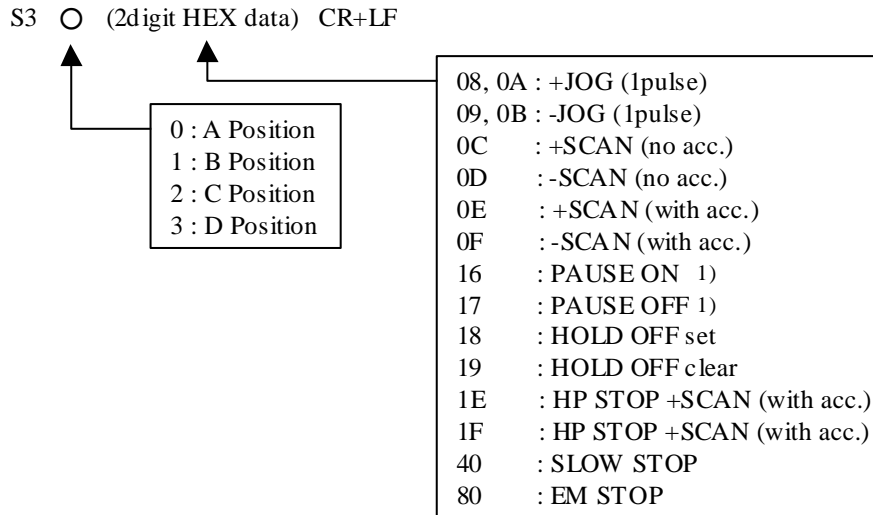 S3 ○ (2digit HEX data) CR+LF
0 : A Position
1 : B Position
2 : C Position
3 : D Position
08, 0A : +JOG (1pulse)
09, 0B : -JOG (1pulse)
0C : +SCAN (no acc.)
0D : -SCAN (no acc.)
0E : +SCAN (with acc.)
0F : -SCAN (with acc.)
16 : PAUSE ON 1)
17 : PAUSE OFF 1)
18 : HOLD OFF set
19 : HOLD OFF clear
1E : HP STOP +SCAN (with acc.)
1F : HP STOP +SCAN (with acc.)
40 : SLOW STOP
80 : EM STOP